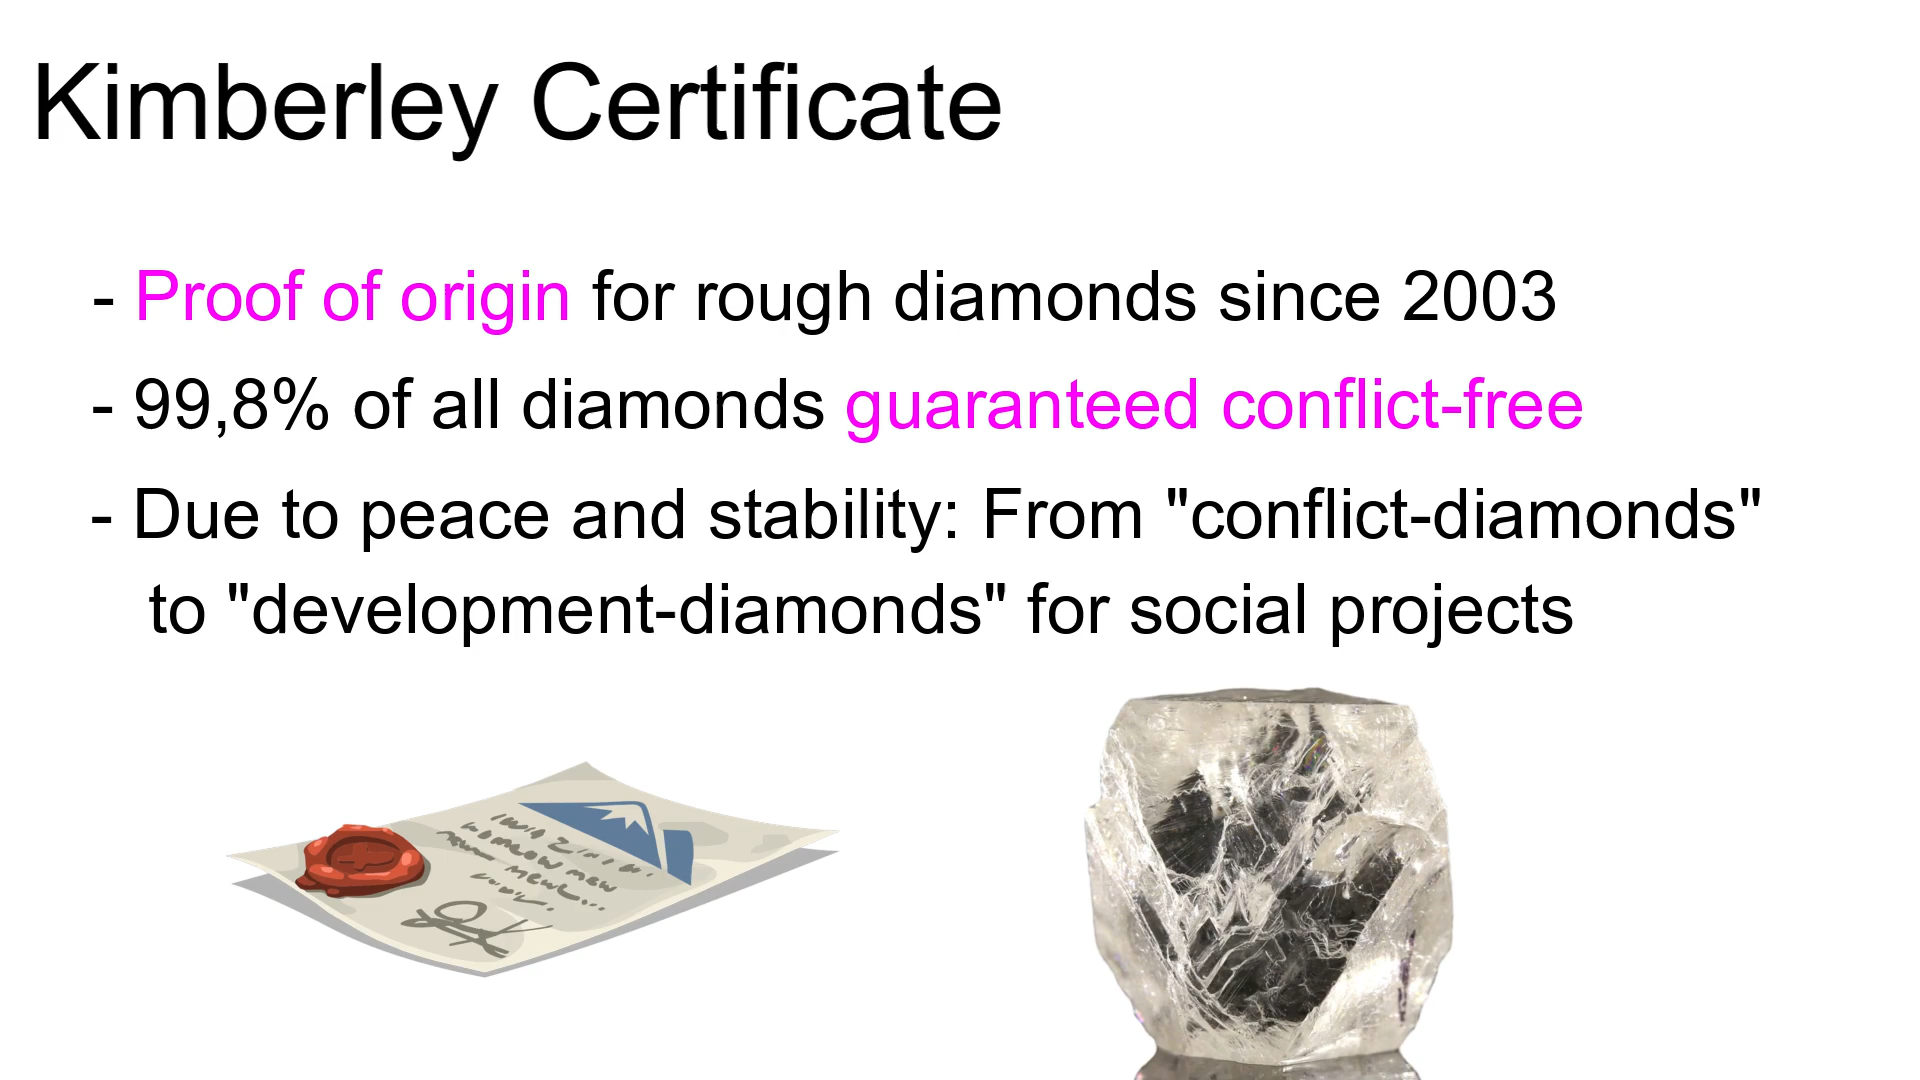 Kimberley Certificate
- Proof of origin for rough diamonds since 2003
- 99,8% of all diamonds guaranteed conflict-free
- Due to peace and stability: From "conflict-diamonds"
to "development-diamonds" for social projects